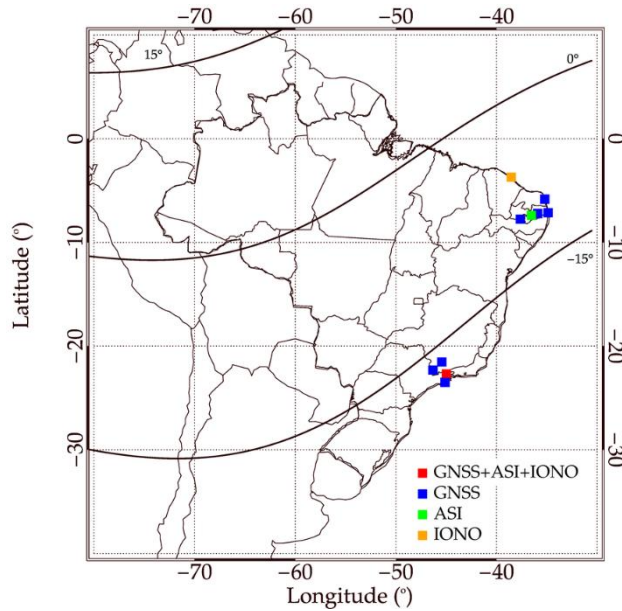 −70 −60 −50 −40
15°
0°
0 0
−10 −10
−15°
−20 −20
−30 −30
GNSS+ASI+IONO
GNSS
ASI
IONO
−70 −60 −50 −40
Longitude (°)
Latitude (°)